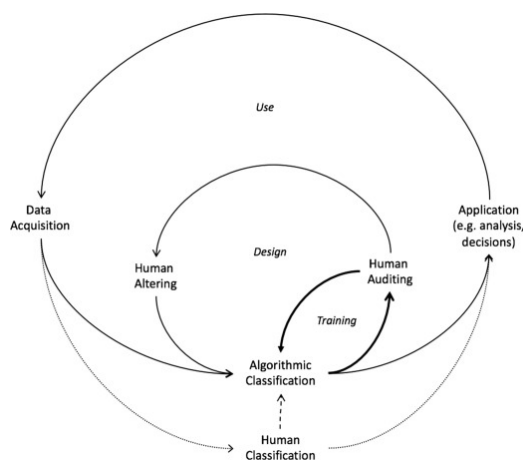 Use
Data
Acquisition
Application
(e.g. analysis,
decisions)
Design
Human
Altering
Human
Auditing
Training
Algorithmic
Classification
Human
Classification